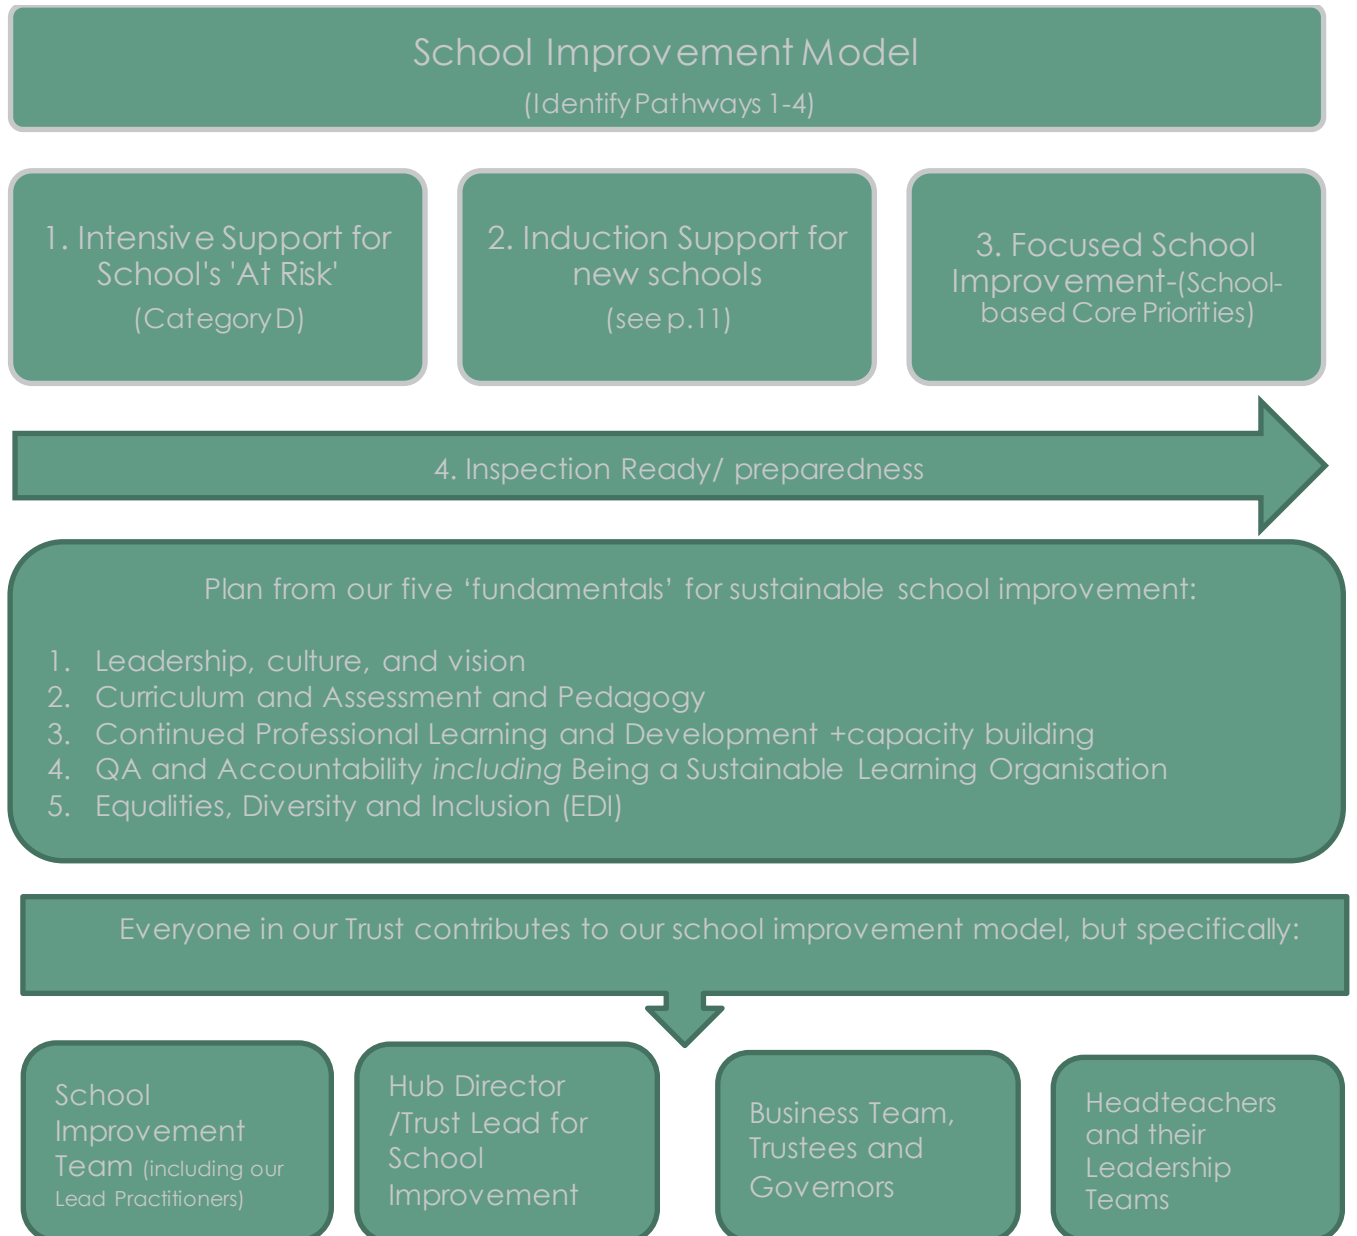 School Improvement Model
(Identify Pathways 1-4)
1. Intensive Support for
School's 'At Risk'
(Category D)
2. Induction Support for
new schools
(see p.11)
3. Focused School
Improvement-(School-
based Core Priorities)
4. Inspection Ready/ preparedness
Plan from our five ‘fundamentals’ for sustainable school improvement:
1. Leadership, culture, and vision
2. Curriculum and Assessment and Pedagogy
3. Continued Professional Learning and Development +capacity building
4. QA and Accountability including Being a Sustainable Learning Organisation
5. Equalities, Diversity and Inclusion (EDI)
Everyone in our Trust contributes to our school improvement model, but specifically:
School
Improvement
Team (including our
Lead Practitioners)
Hub Director
/Trust Lead for
School
Improvement
Business Team,
Trustees and
Governors
Headteachers
and their
Leadership
Teams